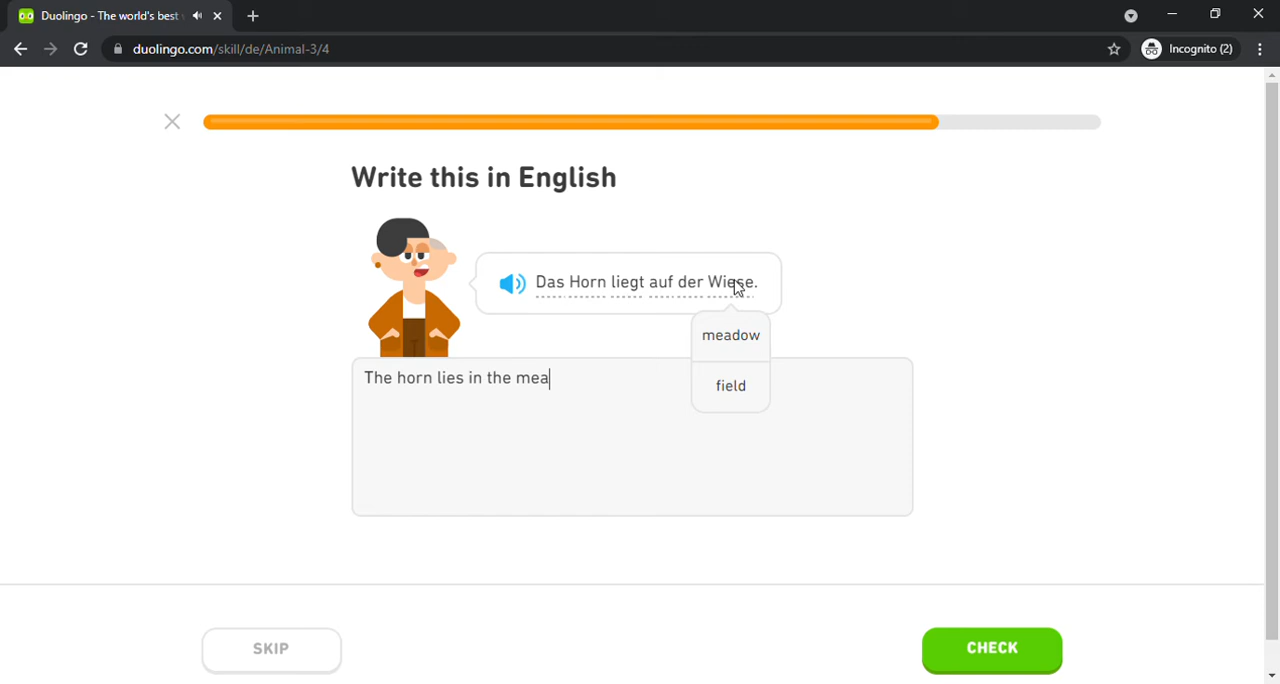 Duolingo - The world's best
duolingo.com/skill/de/Animal-3/4
Incognito (2)
Write this in English
Das Horn liegt auf der Wiese.
meadow
field
The horn lies in the mea
SKIP
CHECK